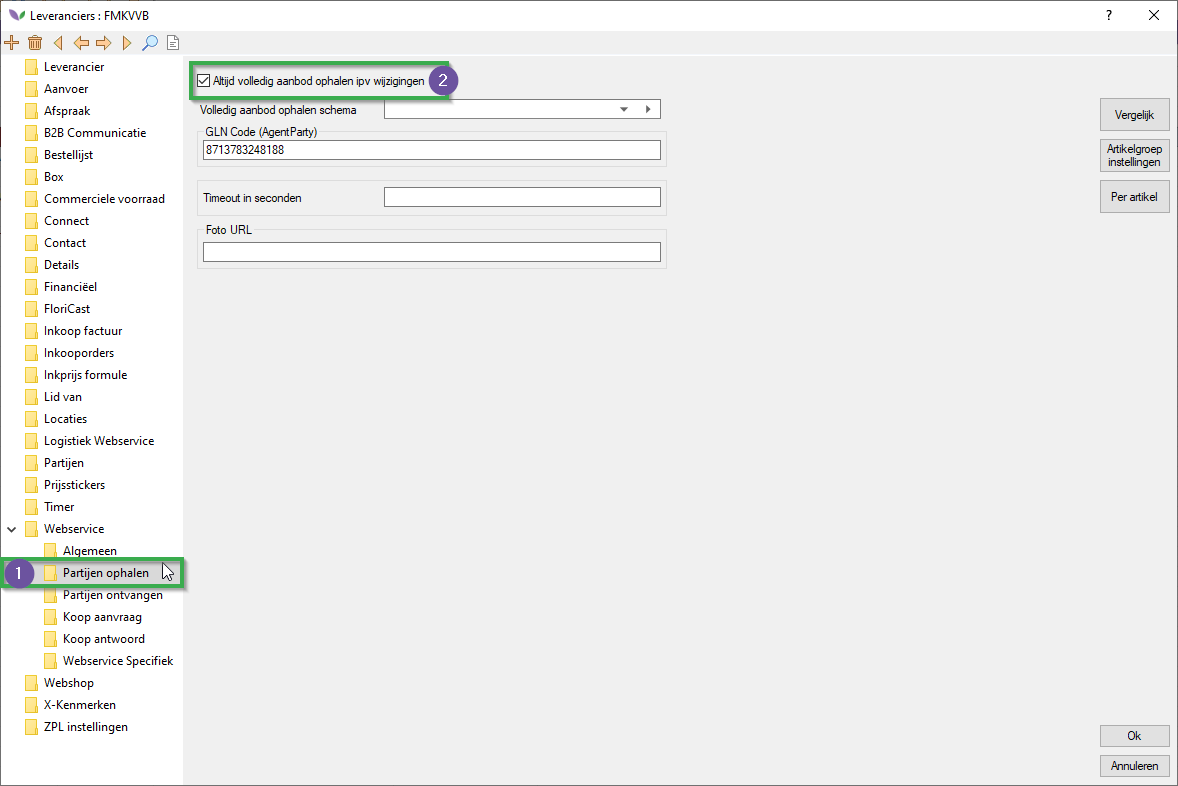 Leveranciers : FMKVVB
?
Leverancier
Aanvoer
Afspraak
B2B Communicatie
Bestellijst
Box
Commerciele voorraad
Connect
Contact
Details
Financiëel
FloriCast
Inkoop factuur
Inkooporders
Inkprijs formule
Lid van
Locaties
Logistiek Webservice
Partijen
Prijsstickers
Timer
Webservice
Algemeen
1 Partijen ophalen
Partijen ontvangen
Koop aanvraag
Koop antwoord
Webservice Specifiek
Webshop
X-Kenmerken
ZPL instellingen
Altijd volledig aanbod ophalen ipv wijzigingen 2
Volledig aanbod ophalen schema
GLN Code (AgentParty)
8713783248188
Timeout in seconden
Foto URL
Vergelijk
Artikelgroep
instellingen
Per artikel
Ok
Annuleren